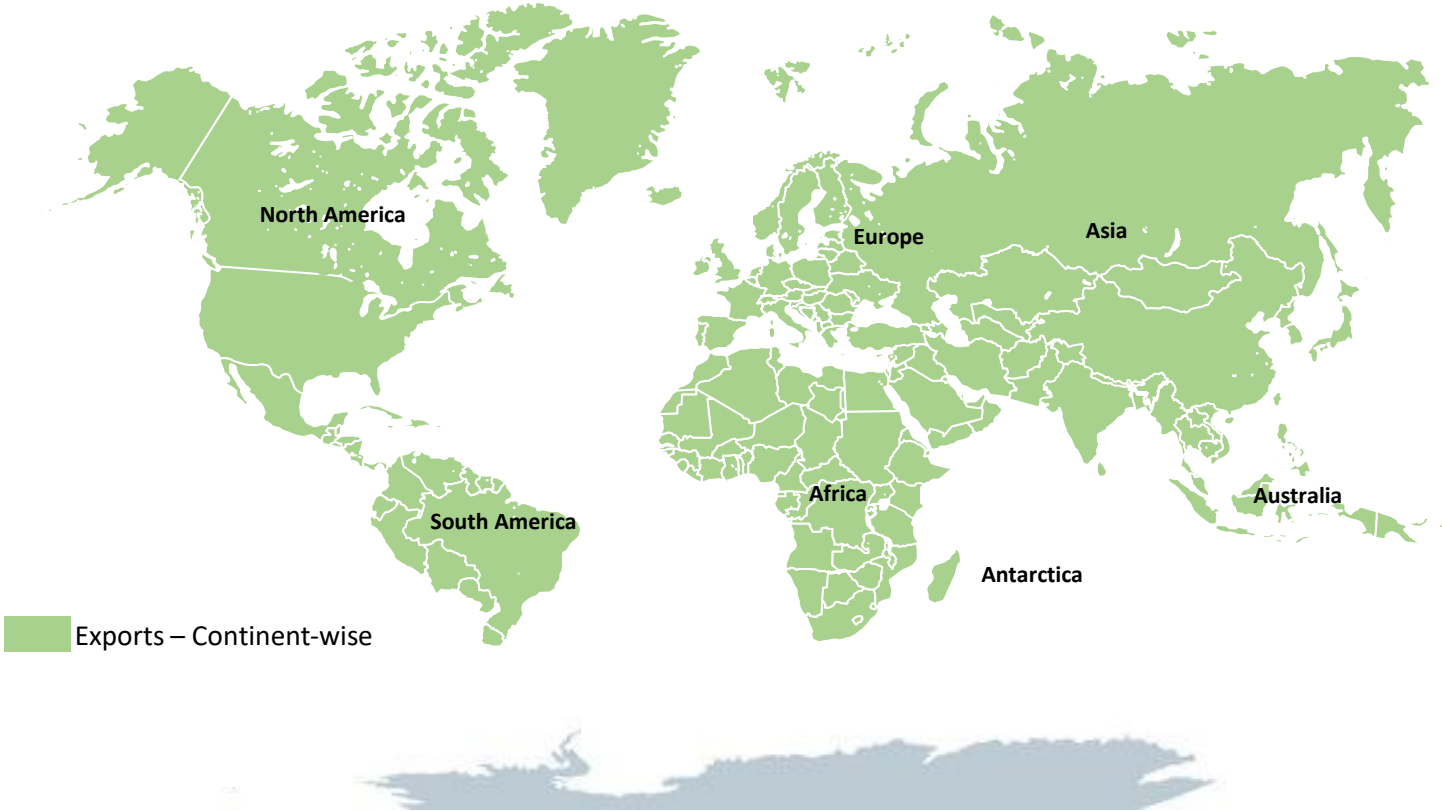 North America
Europe
Asia
Africa
Australia
South America
Antarctica
Exports – Continent-wise